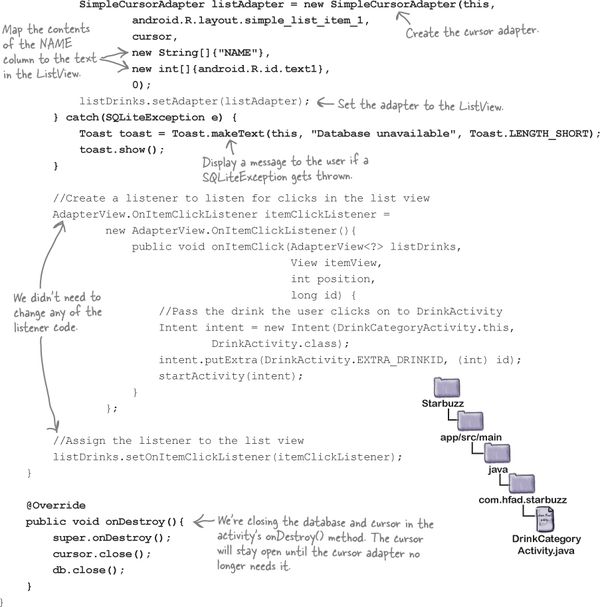 SimpleCursorAdapter listAdapter = new SimpleCursorAdapter(this,
android.R.layout.simple_list_item_1,
cursor,
new String[]{"NAME"},
new int[]{android.R.id.text1},
0);
Create the cursor adapter.
Map the contents
of the NAME
column to the text
in the ListView.
listDrinks.setAdapter(listAdapter);
Set the adapter to the ListView.
} catch(SQLiteException e) {
Toast toast = Toast.makeText(this, "Database unavailable", Toast.LENGTH_SHORT);
toast.show();
}
Display a message to the user if a
SQLiteException gets thrown.
//Create a listener to listen for clicks in the list view
AdapterView.OnItemClickListener itemClickListener =
new AdapterView.OnItemClickListener(){
public void onItemClick(AdapterView<?> listDrinks,
View itemView,
int position,
long id) {
//Pass the drink the user clicks on to DrinkActivity
Intent intent = new Intent(DrinkCategoryActivity.this,
DrinkActivity.class);
intent.putExtra(DrinkActivity.EXTRA_DRINKID, (int) id);
startActivity(intent);
}
};
We didn't need to
change any of the
listener code.
//Assign the listener to the list view
listDrinks.setOnItemClickListener(itemClickListener);
}
@Override
public void onDestroy(){
super.onDestroy();
cursor.close();
db.close();
}
}
We're closing the database and cursor in the
activity's onDestroy() method. The cursor
will stay open until the cursor adapter no
longer needs it.
Starbuzz
app/src/main
java
com.hfad.starbuzz
DrinkCategory
Activity.java